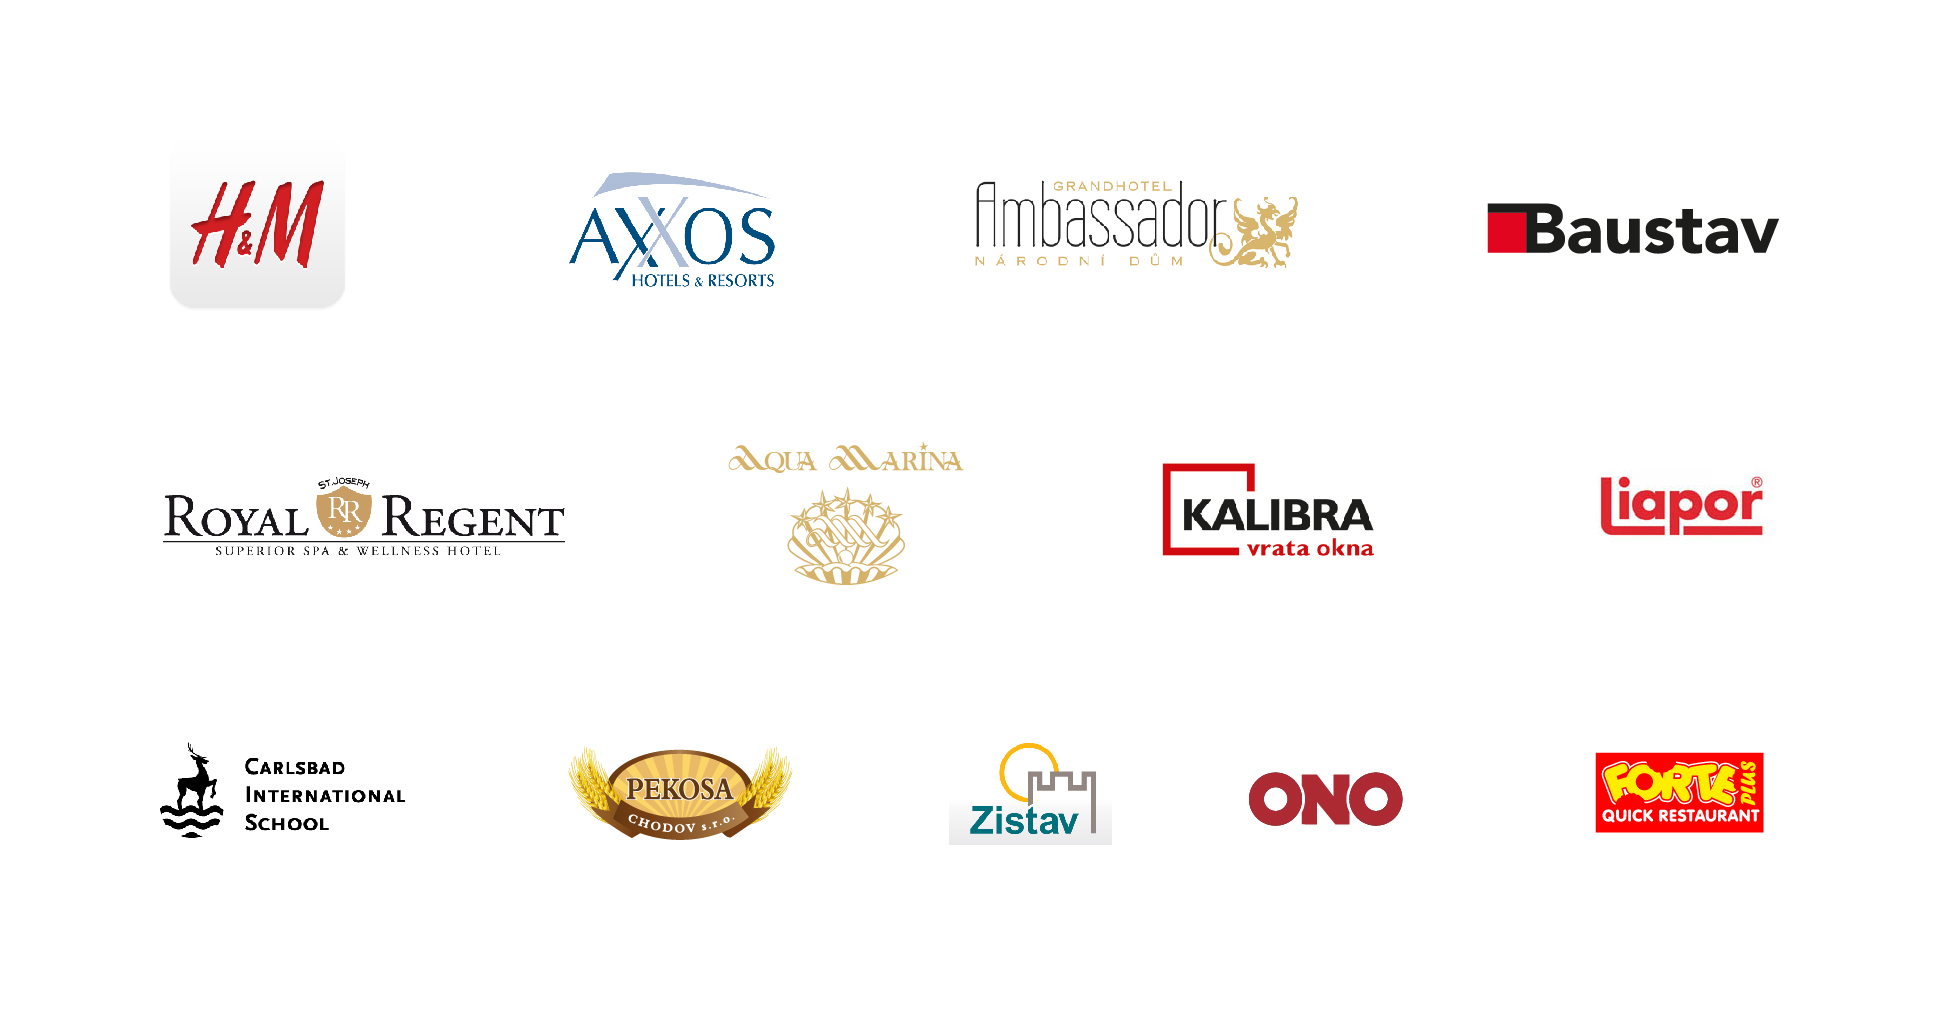 H&M
AXXOS
HOTELS & RESORTS
GRANDHOTEL
Ambassador
NÁRODNÍ DŮM
Baustav
ST. JOSEPH
ROYAL RR REGENT
SUPERIOR SPA & WELLNESS HOTEL
AQUA MARINA
KALIBRA
vrata okna
Liapor®
CARLSBAD
INTERNATIONAL
SCHOOL
PEKOSA
CHODOV s.r.o.
Zistav
ONO
FORTE PLUS
QUICK RESTAURANT